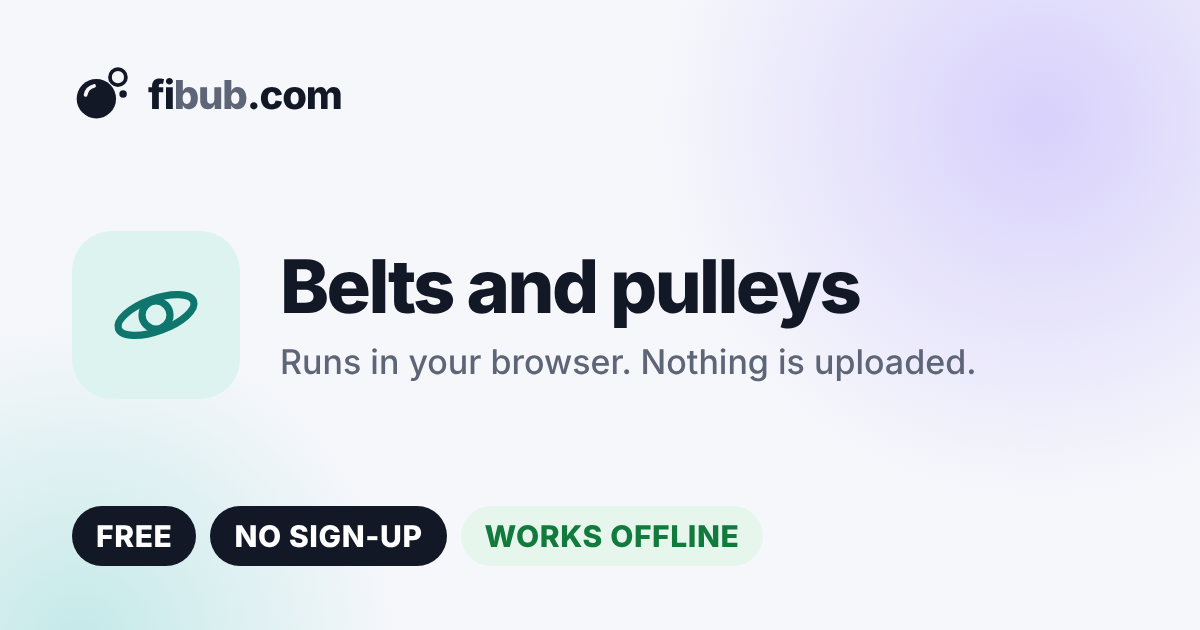 fibub.com
Belts and pulleys
Runs in your browser. Nothing is uploaded.
FREE NO SIGN-UP WORKS OFFLINE